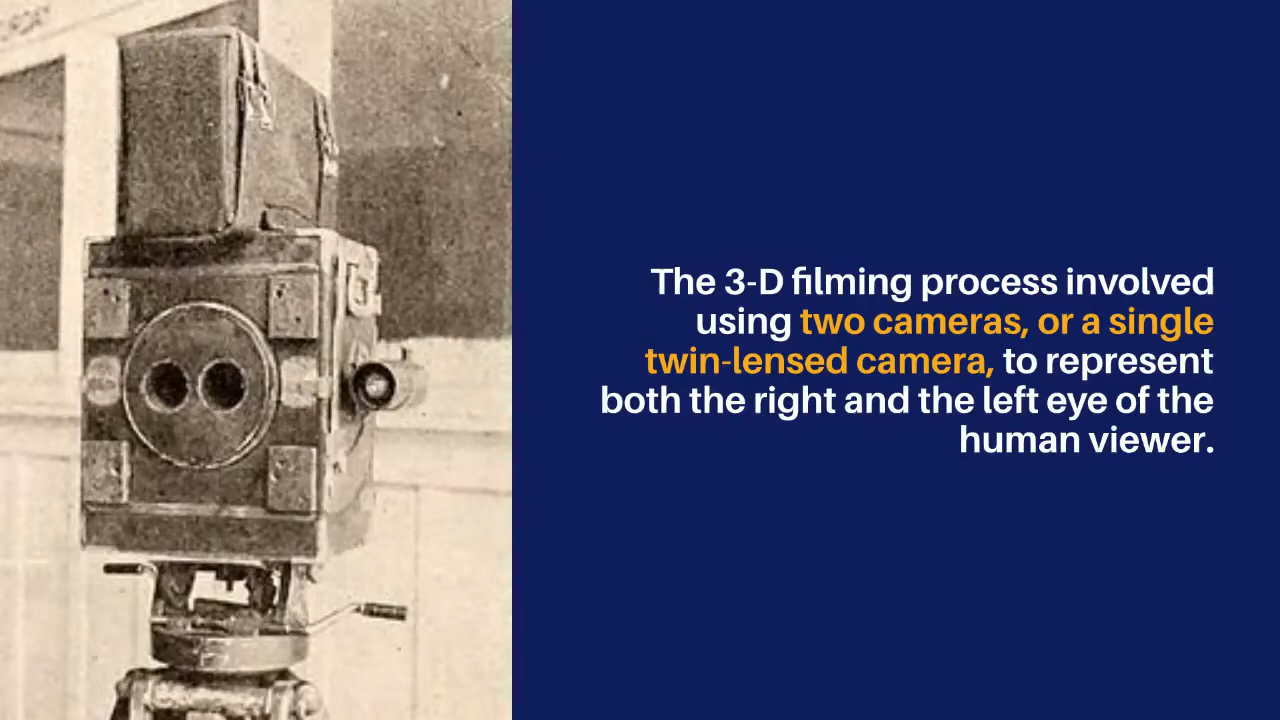 The 3-D filming process involved
using two cameras, or a single
twin-lensed camera, to represent
both the right and the left eye of the
human viewer.